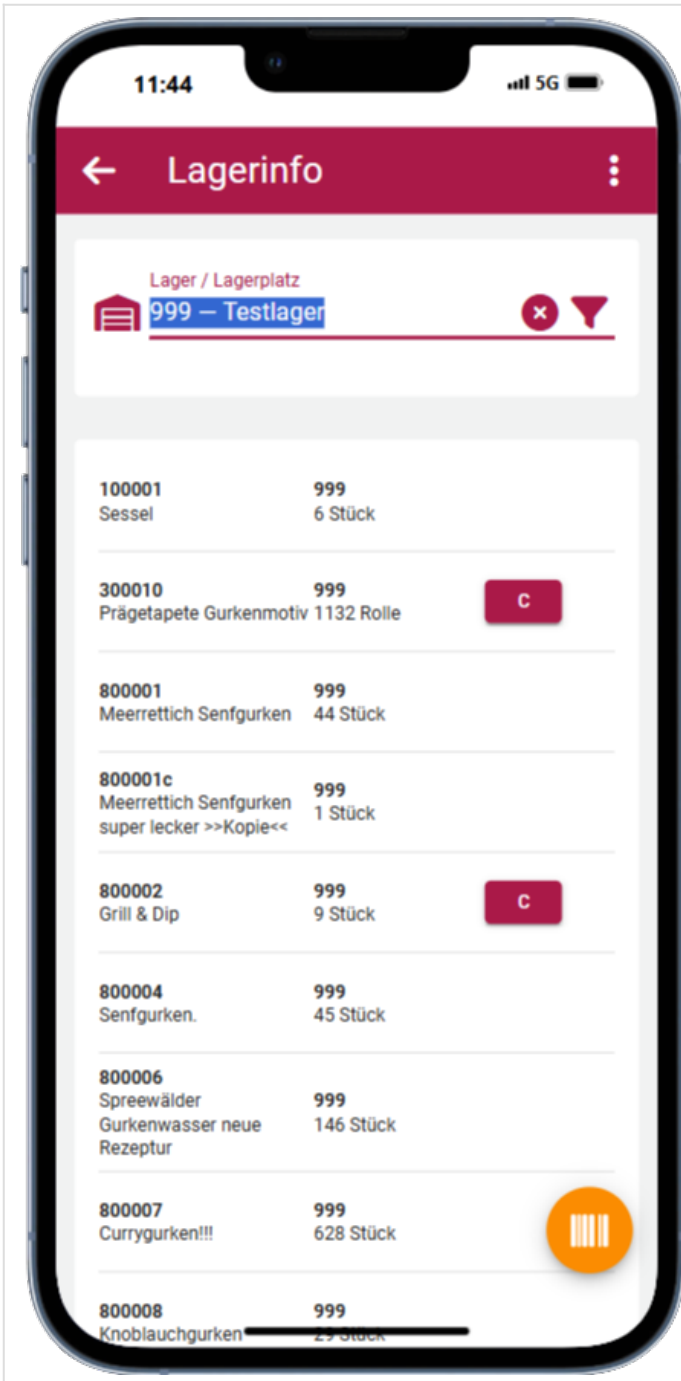 11:44
5G
Lagerinfo
Lager / Lagerplatz
999 — Testlager
100001 999
Sessel 6 Stück
300010 999
Prägetapete Gurkenmotiv 1132 Rolle
C
800001 999
Meerrettich Senfgurken 44 Stück
800001c
Meerrettich Senfgurken
super lecker >>Kopie<<
999
1 Stück
800002 999
Grill & Dip 9 Stück
C
800004 999
Senfgurken. 45 Stück
800006
Spreewälder
Gurkenwasser neue
Rezeptur
999
146 Stück
800007 999
Currygurken!!! 628 Stück
800008 999
Knoblauchgurken 29 Stück